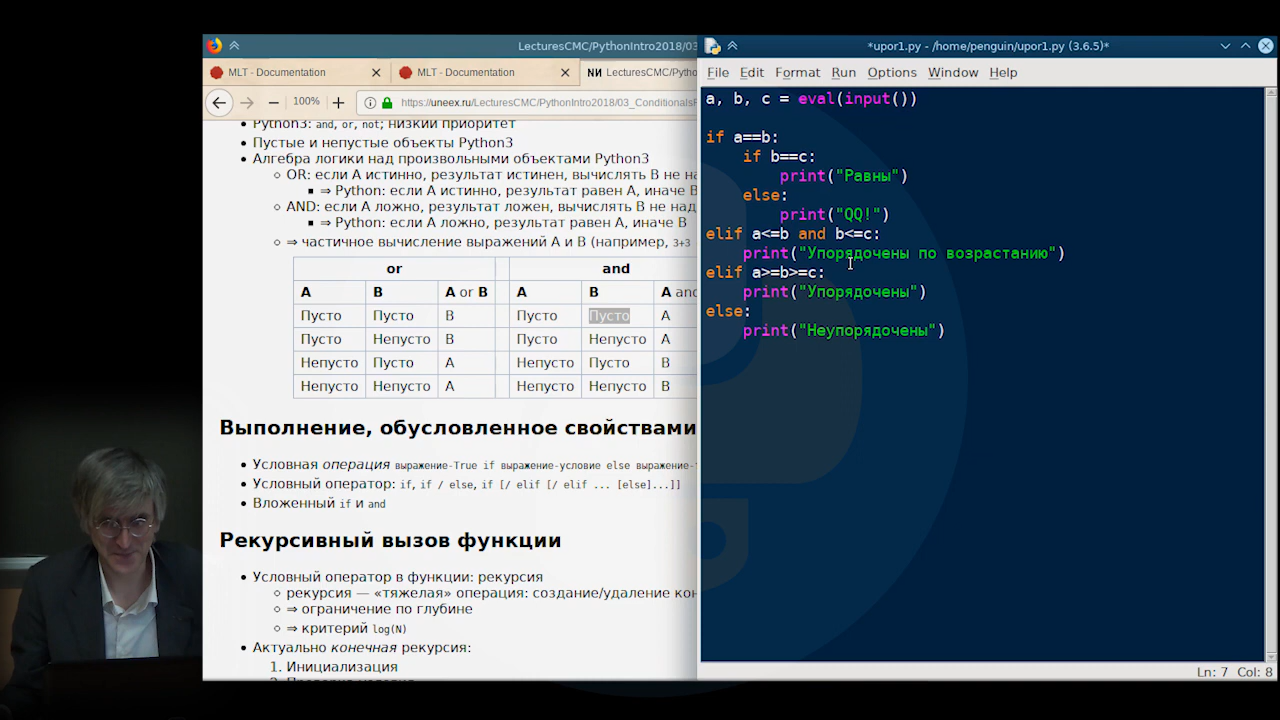 LecturesCMC/PythonIntro2018/03
MLT - Documentation
MLT - Documentation
LecturesCMC/Pytho
100%
https://uneex.ru/LecturesCMC/PythonIntro2018/03_Conditionals
Python3: and, or, not; низкий приоритет
Пустые и непустые объекты Python3
Алгебра логики над произвольными объектами Python3
OR: если A истинно, результат истинен, вычислять B не на
⇒ Python: если A истинно, результат равен A, иначе B
AND: если A ложно, результат ложен, вычислять B не над
⇒ Python: если A ложно, результат равен A, иначе B
⇒ частичное вычисление выражений A и B (например, 3+3
or and
A B A or B A B A and
Пусто Пусто B Пусто Пусто A
Пусто Непусто B Пусто Непусто A
Непусто Пусто A Непусто Пусто B
Непусто Непусто A Непусто Непусто B
Выполнение, обусловленное свойствами
Условная операция выражение-True if выражение-условие else выражение-
Условный оператор: if, if / else, if [/ elif [/ elif ... [else]...]]
Вложенный if и and
Рекурсивный вызов функции
Условный оператор в функции: рекурсия
рекурсия — «тяжелая» операция: создание/удаление кон
⇒ ограничение по глубине
⇒ критерий log(N)
Актуально конечная рекурсия:
1. Инициализация
*upor1.py - /home/penguin/upor1.py (3.6.5)*
File Edit Format Run Options Window Help
a, b, c = eval(input())
if a==b:
    if b==c:
        print("Равны")
    else:
        print("QQ!")
elif a<=b and b<=c:
    print("Упорядочены по возрастанию")
elif a>=b>=c:
    print("Упорядочены")
else:
    print("Неупорядочены")
Ln: 7 Col: 8